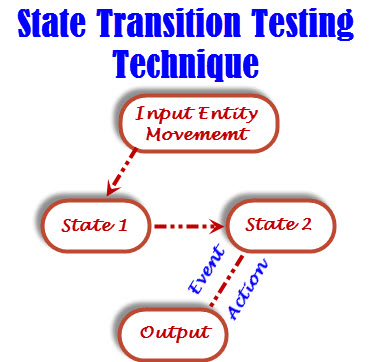 State Transition Testing
Technique
Input Entity
Movememt
State 1
State 2
Event
Action
Output